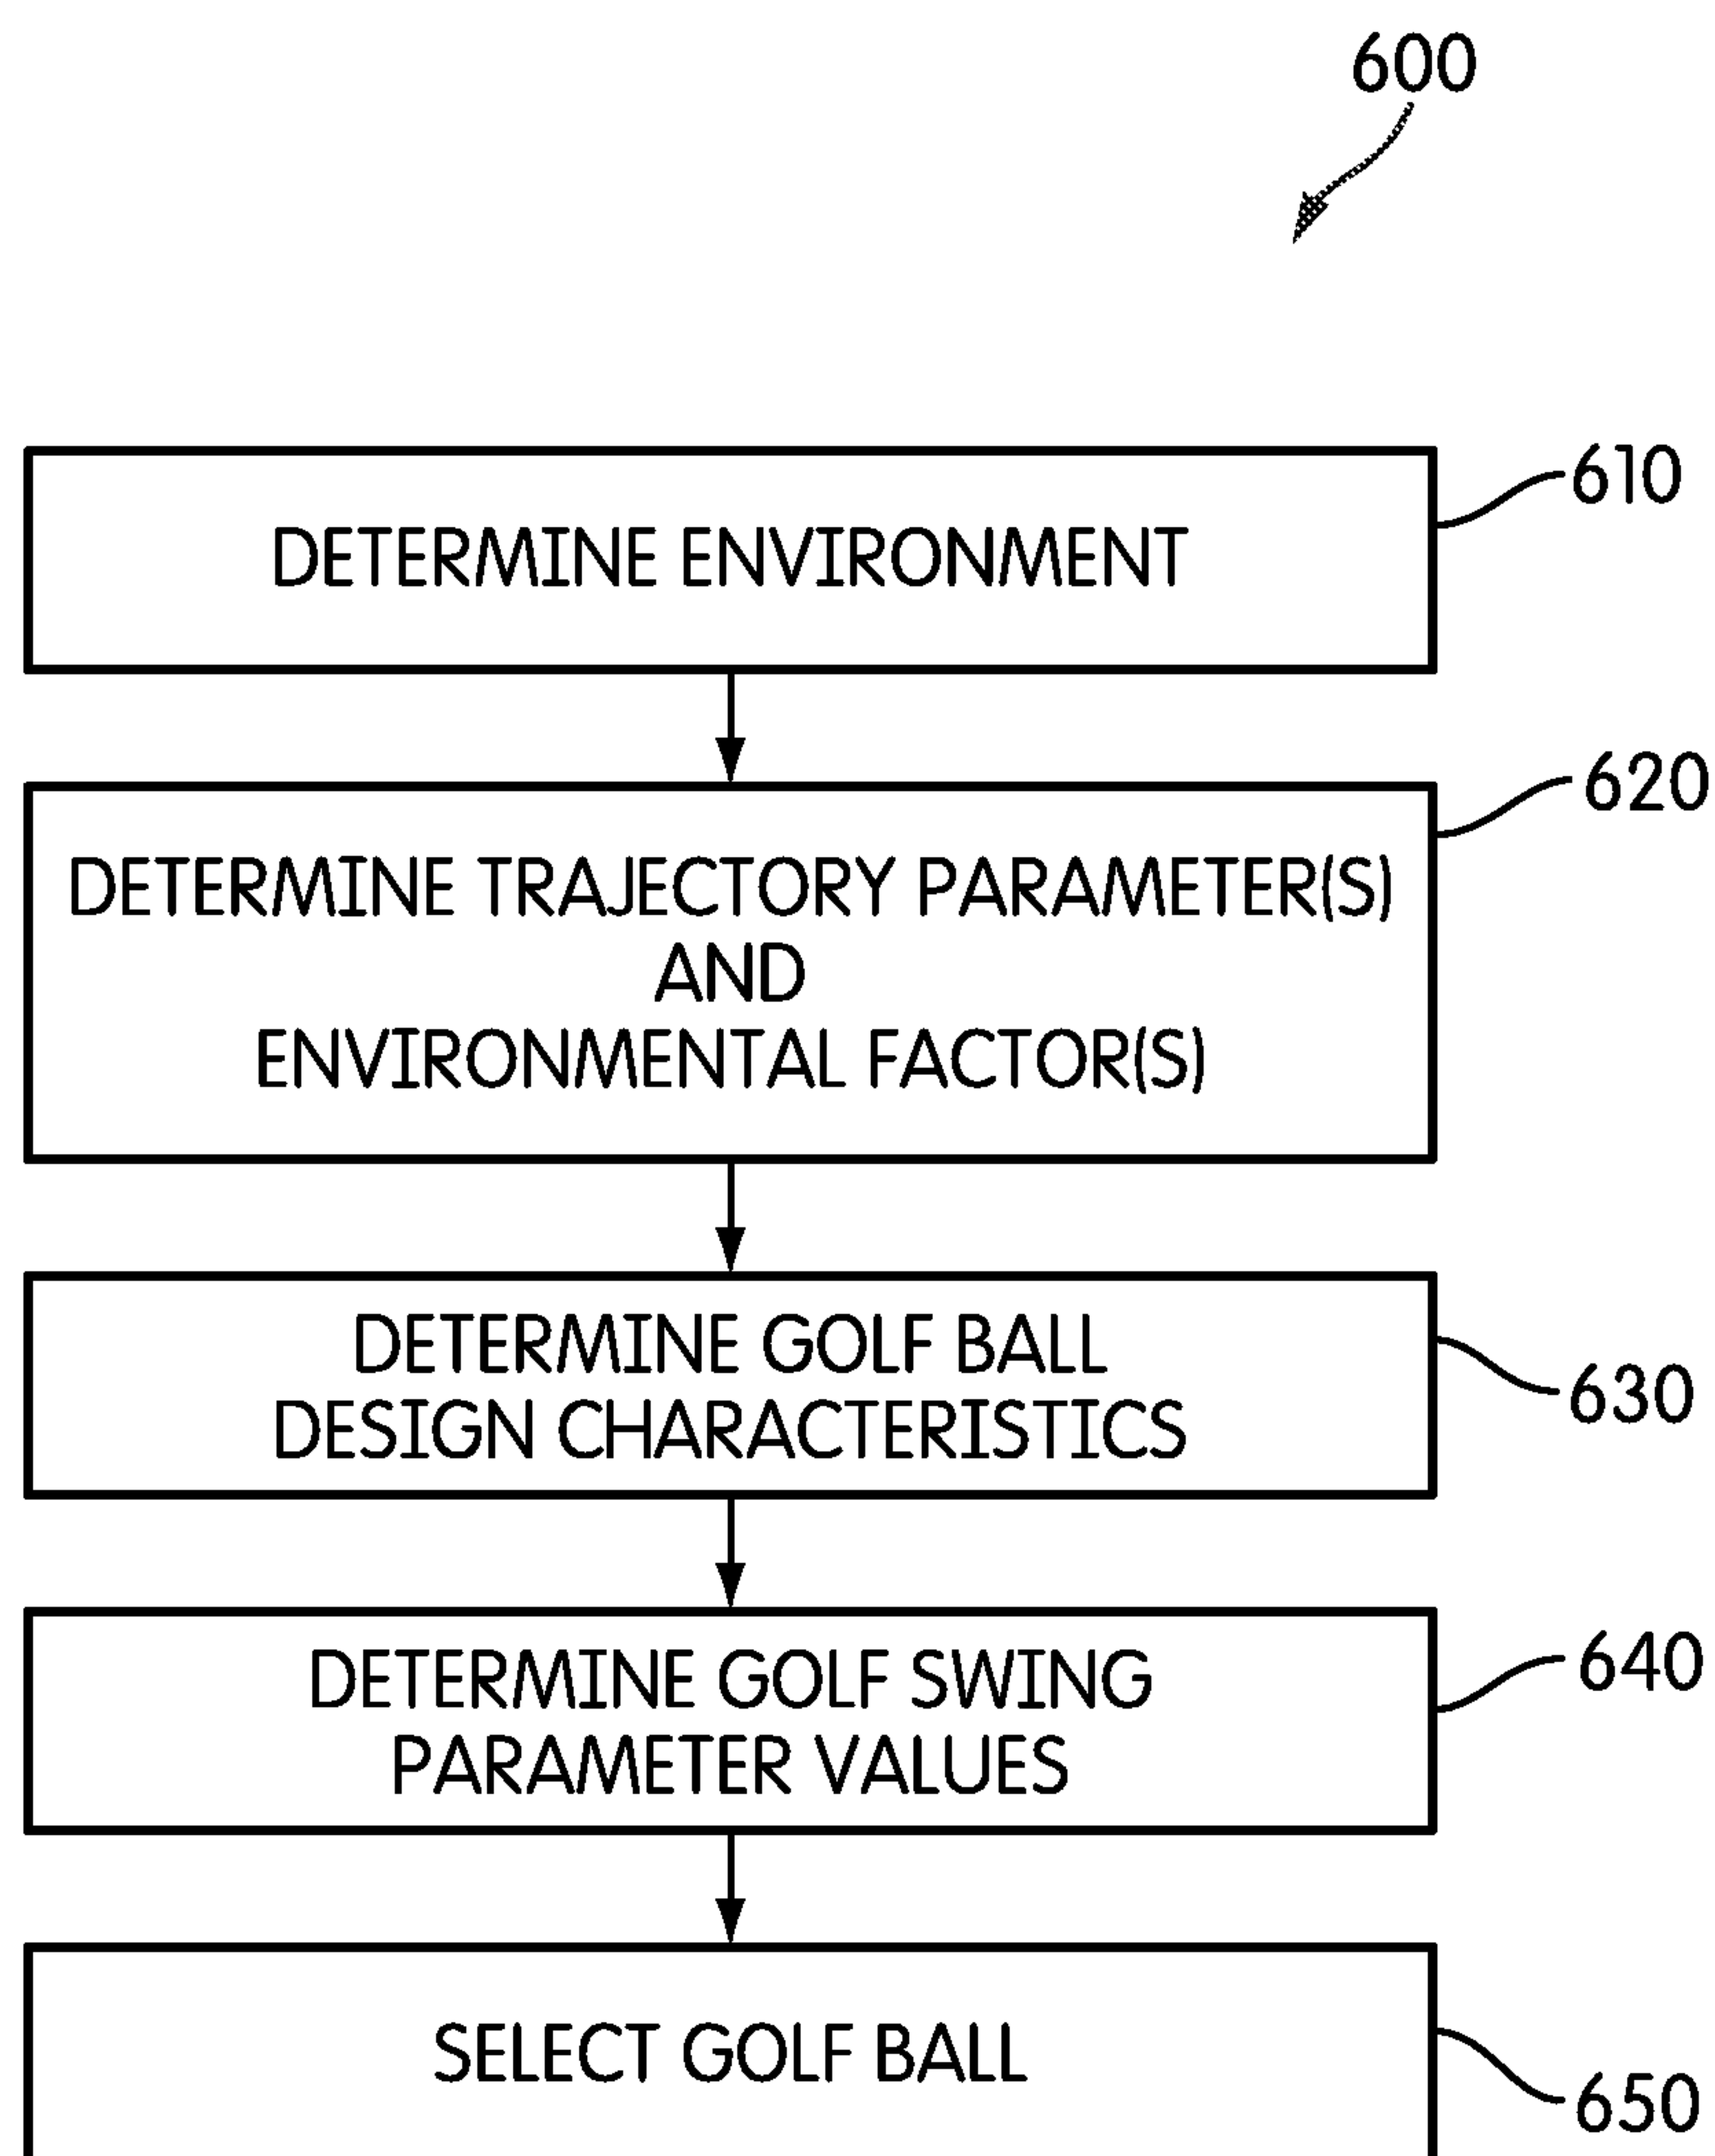 600
610
DETERMINE ENVIRONMENT
620
DETERMINE TRAJECTORY PARAMETER(S)
AND
ENVIRONMENTAL FACTOR(S)
DETERMINE GOLF BALL
DESIGN CHARACTERISTICS
630
DETERMINE GOLF SWING
PARAMETER VALUES
640
SELECT GOLF BALL
650